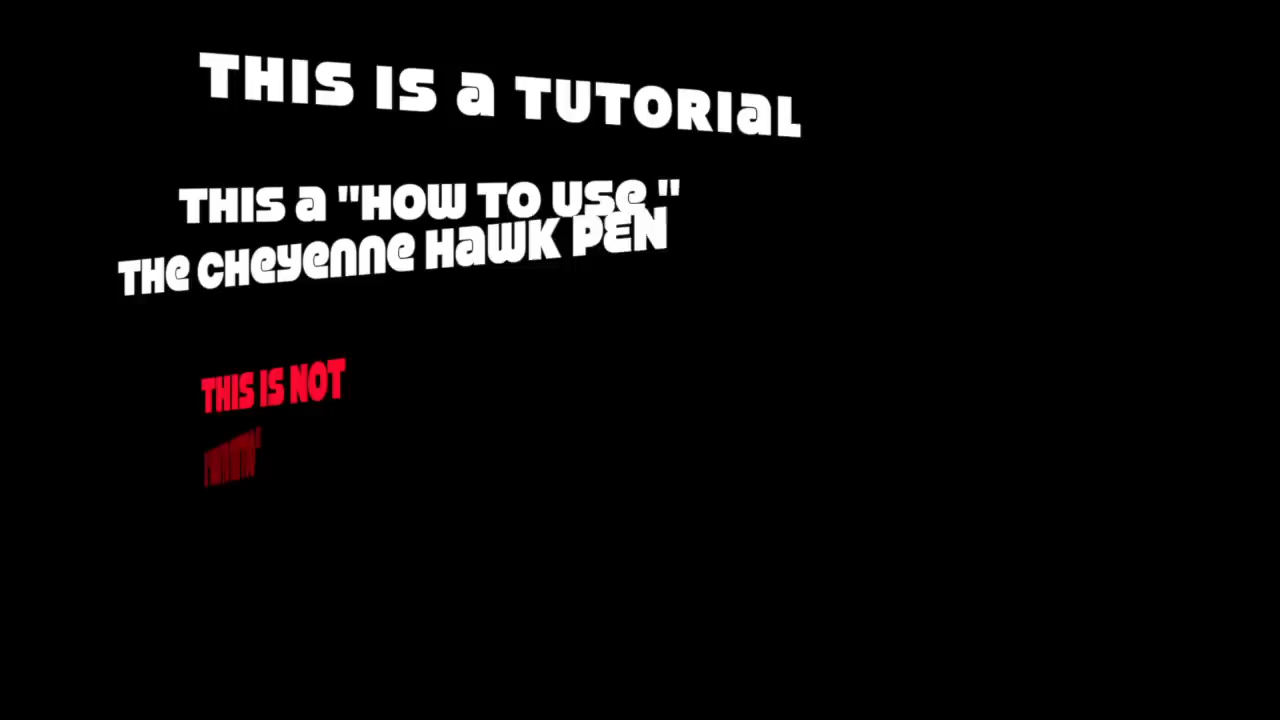 THIS IS a TUTORIaL
THIS a "HOW TO USe "
THe CHeyenne HaWK PEN
THIS IS NOT